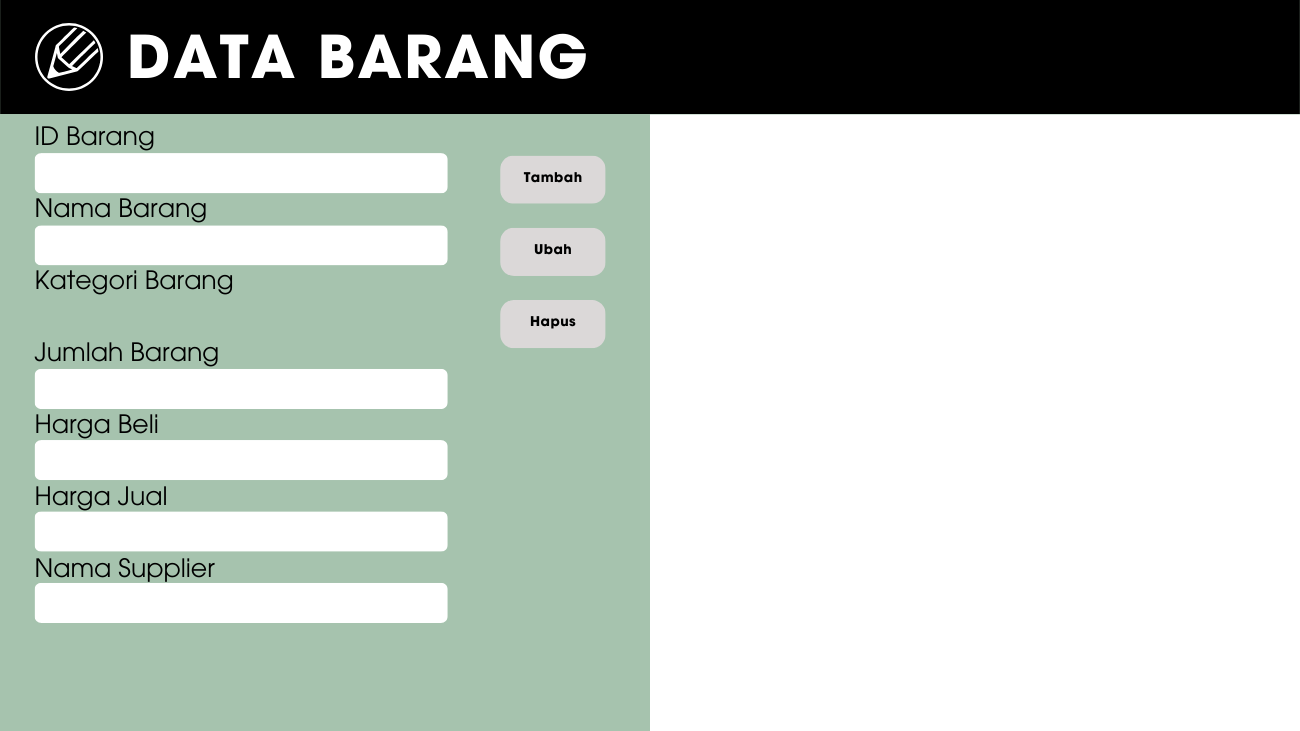 DATA BARANG
ID Barang
Tambah
Nama Barang
Ubah
Kategori Barang
Hapus
Jumlah Barang
Harga Beli
Harga Jual
Nama Supplier